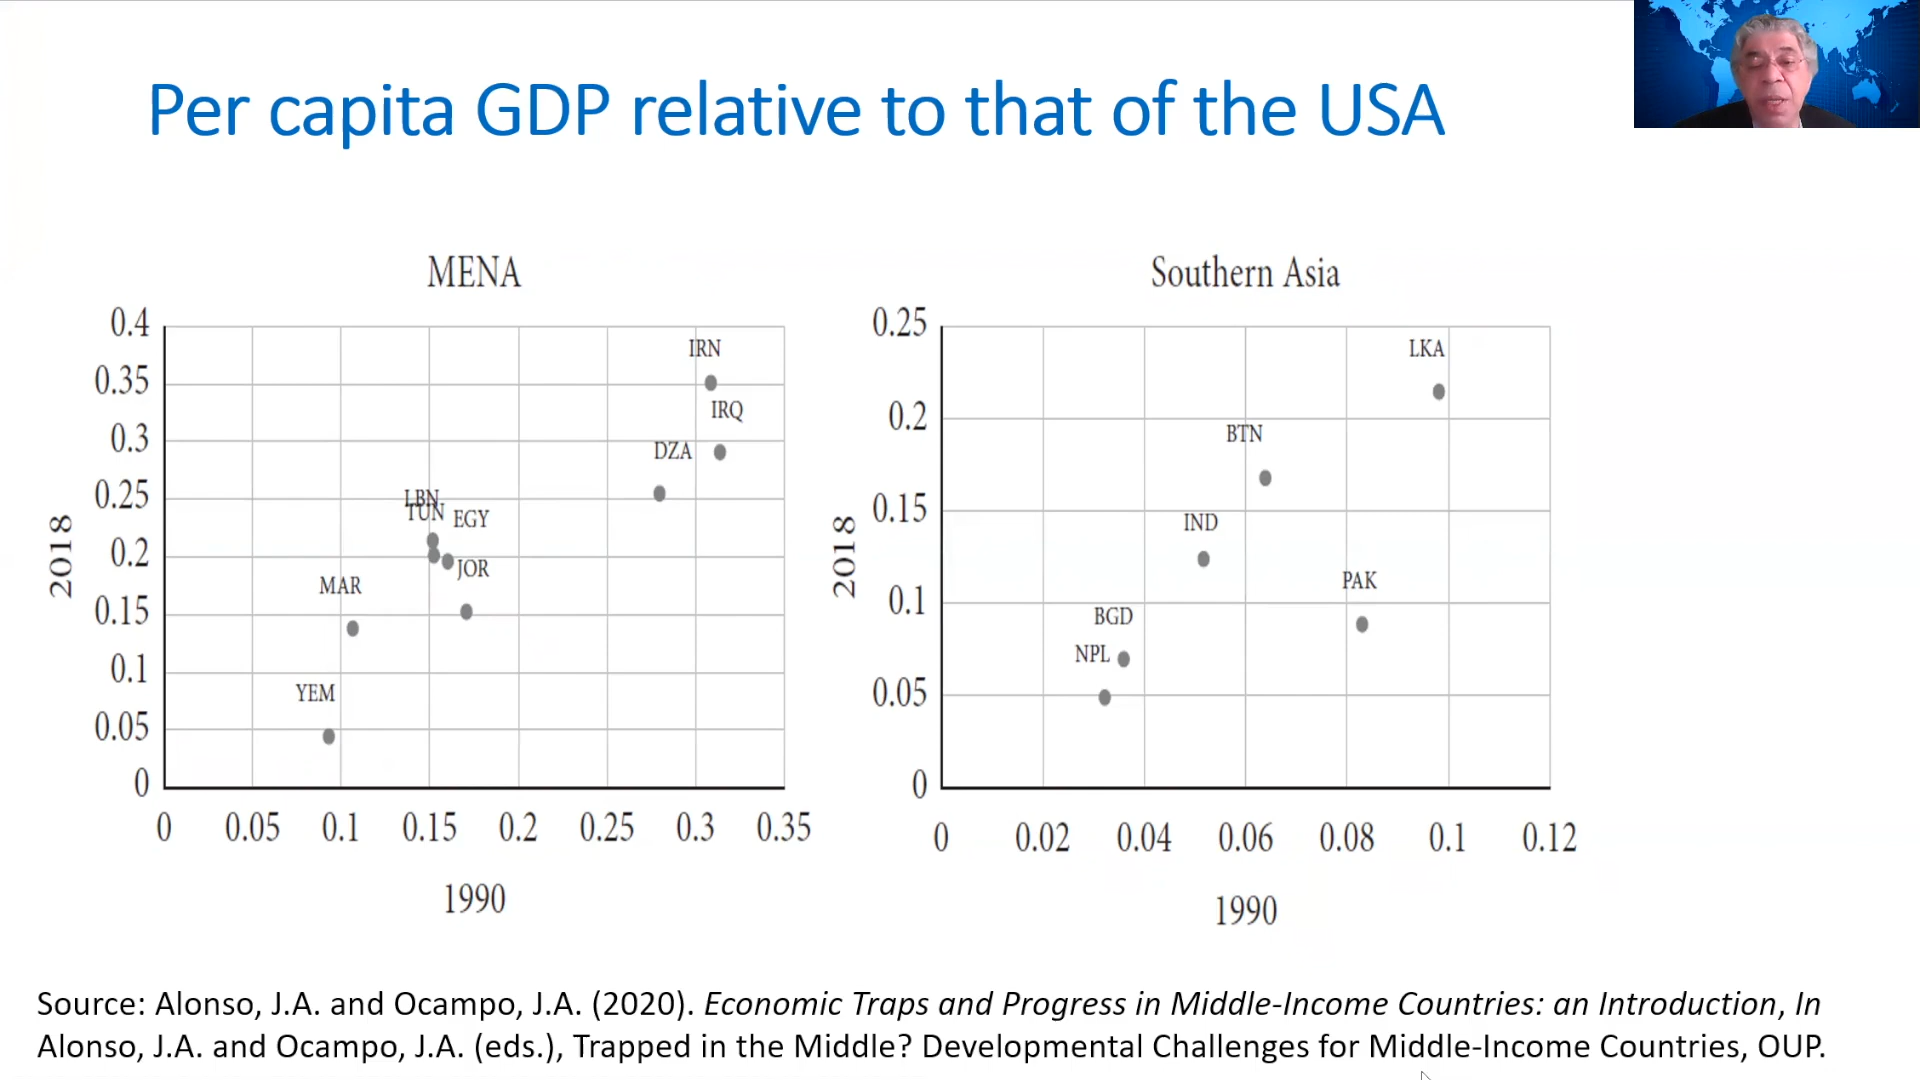 Per capita GDP relative to that of the USA
MENA
0.4
0.35
0.3
0.25
0.2
0.15
0.1
0.05
0
2018
IRN
IRQ
DZA
LBN
TUN
EGY
JOR
MAR
YEM
0 0.05 0.1 0.15 0.2 0.25 0.3 0.35
1990
Southern Asia
0.25
0.2
0.15
0.1
0.05
0
2018
LKA
BTN
IND
PAK
BGD
NPL
0 0.02 0.04 0.06 0.08 0.1 0.12
1990
Source: Alonso, J.A. and Ocampo, J.A. (2020). Economic Traps and Progress in Middle-Income Countries: an Introduction, In
Alonso, J.A. and Ocampo, J.A. (eds.), Trapped in the Middle? Developmental Challenges for Middle-Income Countries, OUP.